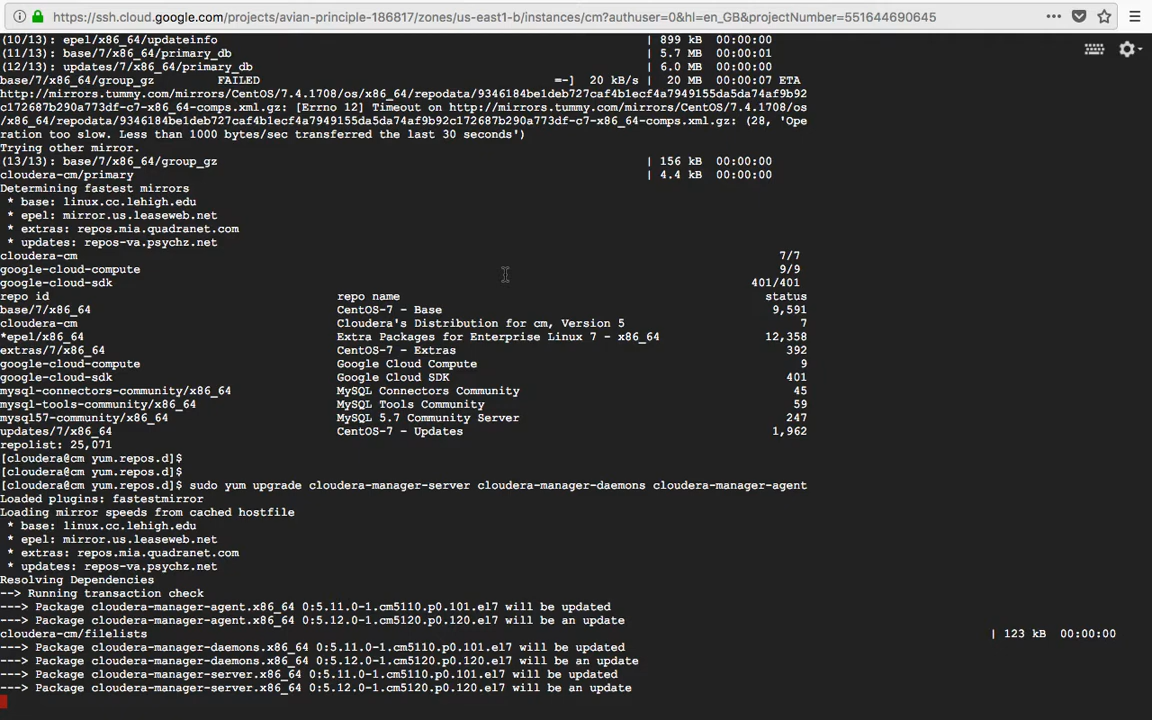 https://ssh.cloud.google.com/projects/avian-principle-186817/zones/us-east1-b/instances/cm?authuser=0&hl=en_GB&projectNumber=551644690645
(10/13): epel/x86_64/updateinfo | 899 kB 00:00:00
(11/13): base/7/x86_64/primary_db | 5.7 MB 00:00:01
(12/13): updates/7/x86_64/primary_db | 6.0 MB 00:00:00
base/7/x86_64/group_gz FAILED =-] 20 kB/s | 20 MB 00:00:07 ETA
http://mirrors.tummy.com/mirrors/CentOS/7.4.1708/os/x86_64/repodata/9346184be1deb727caf4b1ecf4a7949155da5da74af9b92
c172687b290a773df-c7-x86_64-comps.xml.gz: [Errno 12] Timeout on http://mirrors.tummy.com/mirrors/CentOS/7.4.1708/os
/x86_64/repodata/9346184be1deb727caf4b1ecf4a7949155da5da74af9b92c172687b290a773df-c7-x86_64-comps.xml.gz: (28, 'Ope
ration too slow. Less than 1000 bytes/sec transferred the last 30 seconds')
Trying other mirror.
(13/13): base/7/x86_64/group_gz | 156 kB 00:00:00
cloudera-cm/primary | 4.4 kB 00:00:00
Determining fastest mirrors
* base: linux.cc.lehigh.edu
* epel: mirror.us.leaseweb.net
* extras: repos.mia.quadranet.com
* updates: repos-va.psychz.net
cloudera-cm 7/7
google-cloud-compute 9/9
google-cloud-sdk 401/401
repo id repo name status
base/7/x86_64 CentOS-7 - Base 9,591
cloudera-cm Cloudera's Distribution for cm, Version 5 7
*epel/x86_64 Extra Packages for Enterprise Linux 7 - x86_64 12,358
extras/7/x86_64 CentOS-7 - Extras 392
google-cloud-compute Google Cloud Compute 9
google-cloud-sdk Google Cloud SDK 401
mysql-connectors-community/x86_64 MySQL Connectors Community 45
mysql-tools-community/x86_64 MySQL Tools Community 59
mysql57-community/x86_64 MySQL 5.7 Community Server 247
updates/7/x86_64 CentOS-7 - Updates 1,962
repolist: 25,071
[cloudera@cm yum.repos.d]$
[cloudera@cm yum.repos.d]$
[cloudera@cm yum.repos.d]$ sudo yum upgrade cloudera-manager-server cloudera-manager-daemons cloudera-manager-agent
Loaded plugins: fastestmirror
Loading mirror speeds from cached hostfile
* base: linux.cc.lehigh.edu
* epel: mirror.us.leaseweb.net
* extras: repos.mia.quadranet.com
* updates: repos-va.psychz.net
Resolving Dependencies
--> Running transaction check
---> Package cloudera-manager-agent.x86_64 0:5.11.0-1.cm5110.p0.101.el7 will be updated
---> Package cloudera-manager-agent.x86_64 0:5.12.0-1.cm5120.p0.120.el7 will be an update
cloudera-cm/filelists | 123 kB 00:00:00
---> Package cloudera-manager-daemons.x86_64 0:5.11.0-1.cm5110.p0.101.el7 will be updated
---> Package cloudera-manager-daemons.x86_64 0:5.12.0-1.cm5120.p0.120.el7 will be an update
---> Package cloudera-manager-server.x86_64 0:5.11.0-1.cm5110.p0.101.el7 will be updated
---> Package cloudera-manager-server.x86_64 0:5.12.0-1.cm5120.p0.120.el7 will be an update